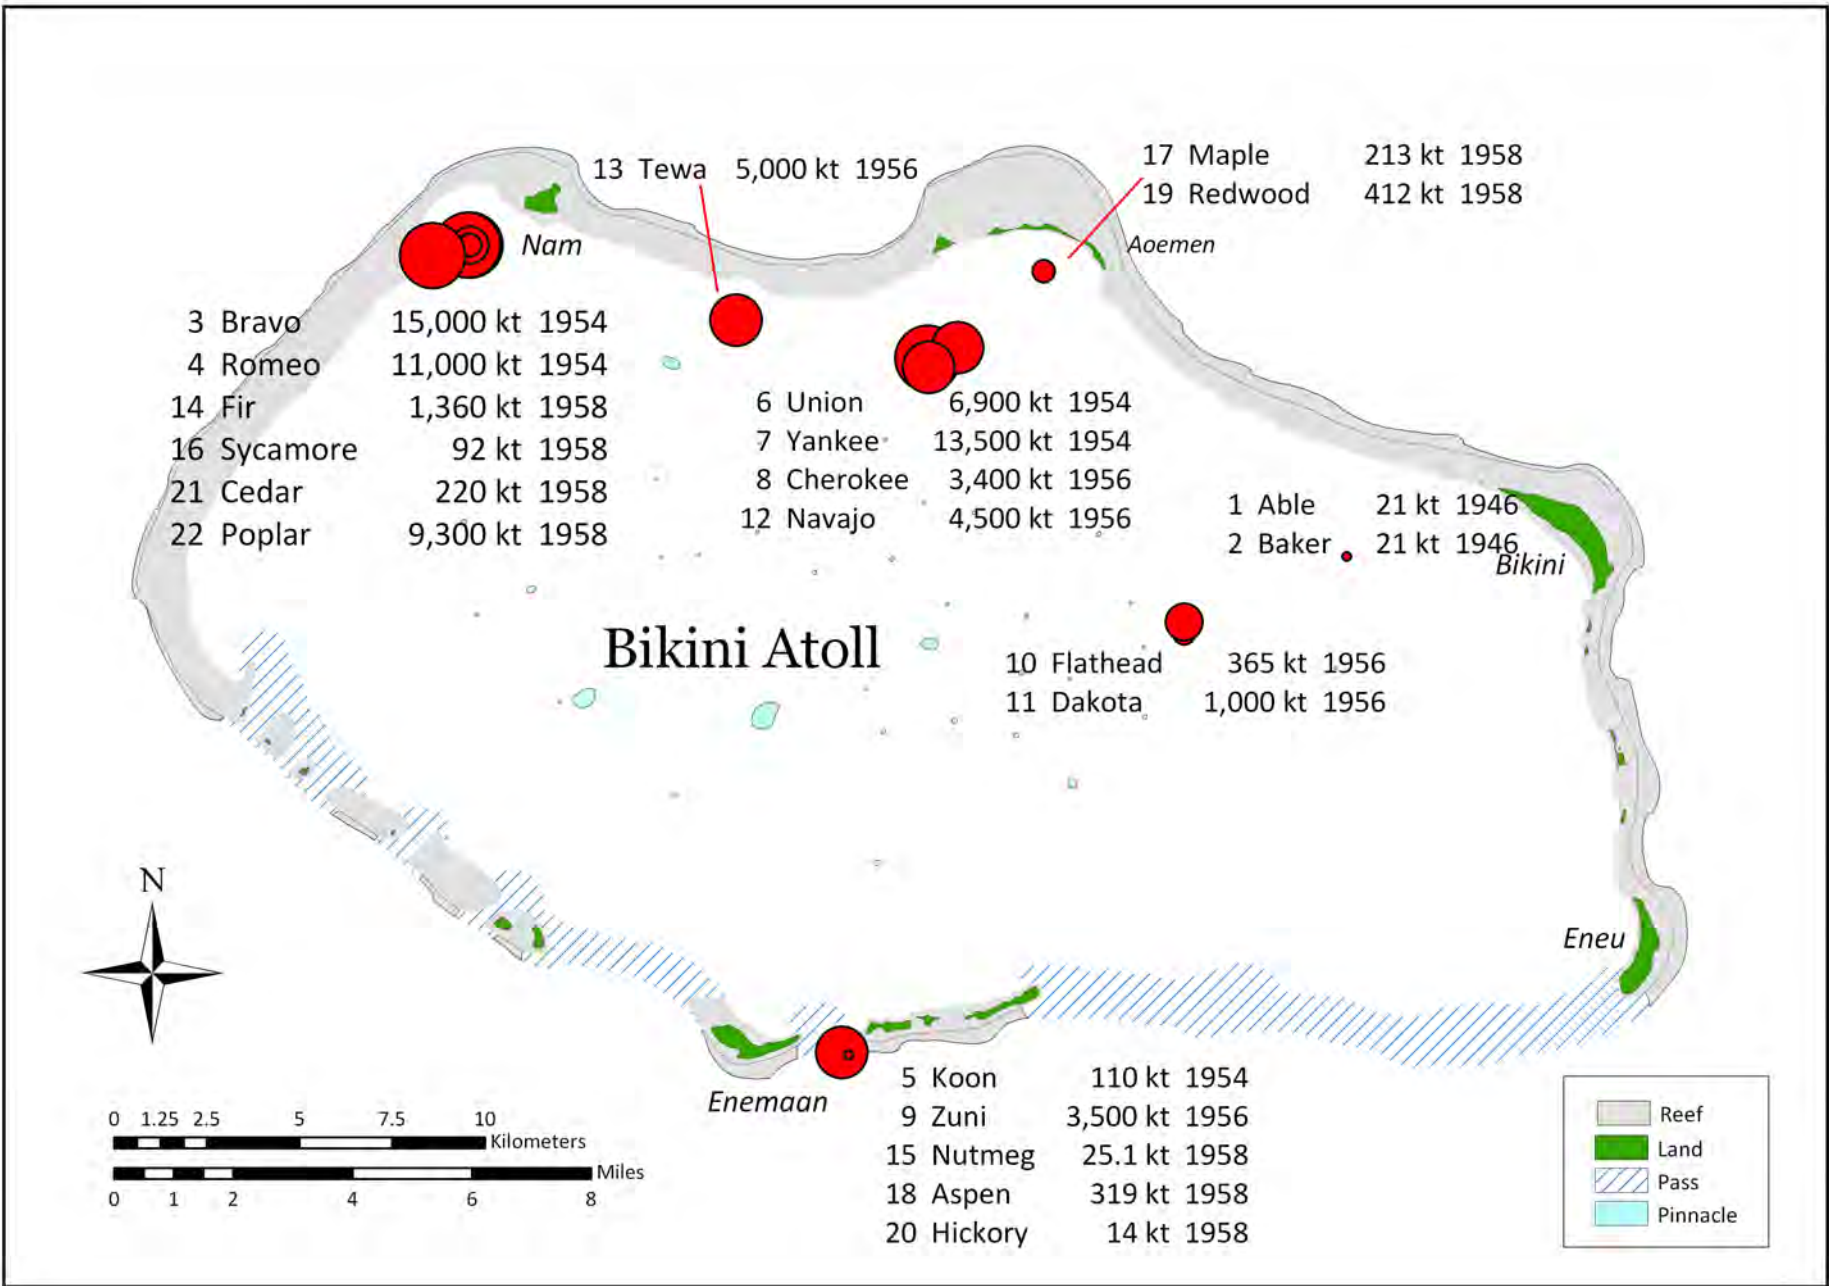 13 Tewa 5,000 kt 1956
17 Maple 213 kt 1958
19 Redwood 412 kt 1958
Nam
Aoemen
3 Bravo 15,000 kt 1954
4 Romeo 11,000 kt 1954
14 Fir 1,360 kt 1958
16 Sycamore 92 kt 1958
21 Cedar 220 kt 1958
22 Poplar 9,300 kt 1958
6 Union 6,900 kt 1954
7 Yankee 13,500 kt 1954
8 Cherokee 3,400 kt 1956
12 Navajo 4,500 kt 1956
1 Able 21 kt 1946
2 Baker 21 kt 1946
Bikini
Bikini Atoll
10 Flathead 365 kt 1956
11 Dakota 1,000 kt 1956
N
Eneu
Enemaan
5 Koon 110 kt 1954
9 Zuni 3,500 kt 1956
15 Nutmeg 25.1 kt 1958
18 Aspen 319 kt 1958
20 Hickory 14 kt 1958
0 1.25 2.5 5 7.5 10
Kilometers
Miles
0 1 2 4 6 8
Reef
Land
Pass
Pinnacle